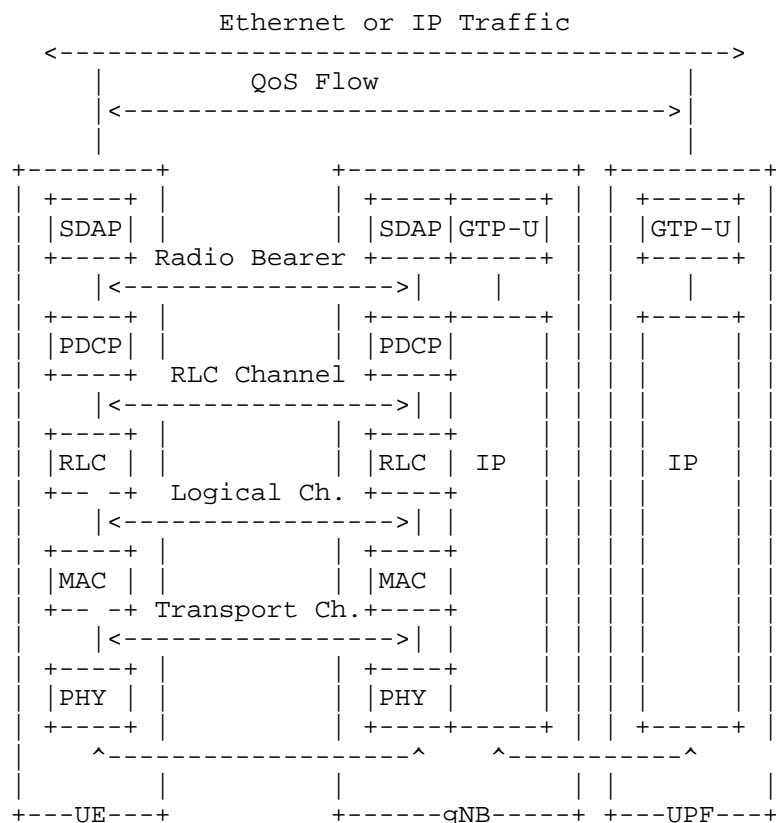 Ethernet or IP Traffic
QoS Flow
SDAP SDAP GTP-U GTP-U
Radio Bearer
PDCP PDCP
RLC Channel
RLC RLC IP IP
Logical Ch.
MAC MAC
Transport Ch.
PHY PHY
UE gNB UPF